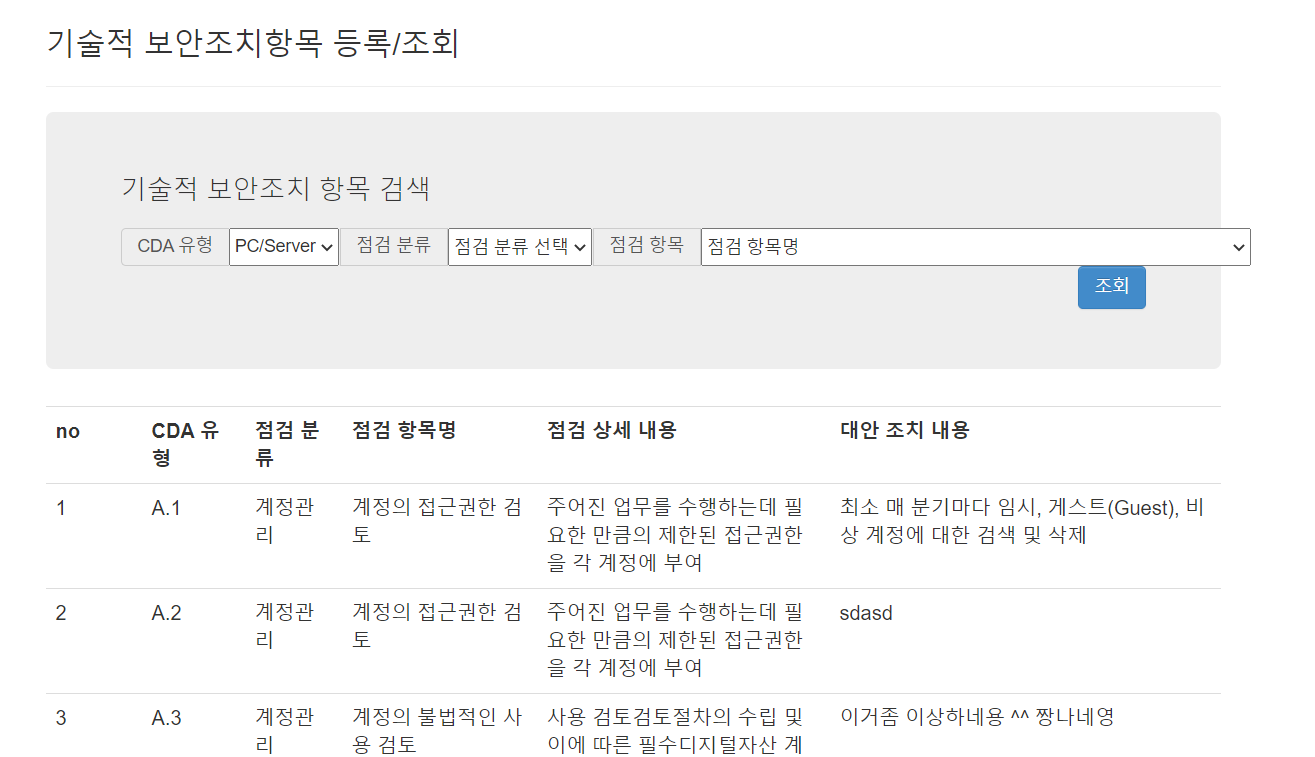 기술적 보안조치항목 등록/조회
기술적 보안조치 항목 검색
CDA 유형 PC/Server 점검 분류 점검 분류 선택 점검 항목 점검 항목명
조회
no CDA 유 점검 분 점검 항목명 점검 상세 내용 대안 조치 내용
형 류
1 A.1 계정관 계정의 접근권한 검 주어진 업무를 수행하는데 필 최소 매 분기마다 임시, 게스트(Guest), 비
리 토 요한 만큼의 제한된 접근권한 상 계정에 대한 검색 및 삭제
을 각 계정에 부여
2 A.2 계정관 계정의 접근권한 검 주어진 업무를 수행하는데 필 sdasd
리 토 요한 만큼의 제한된 접근권한
을 각 계정에 부여
3 A.3 계정관 계정의 불법적인 사 사용 검토검토절차의 수립 및 이거좀 이상하네용 ^^ 짱나네영
리 용 검토 이에 따른 필수디지털자산 계